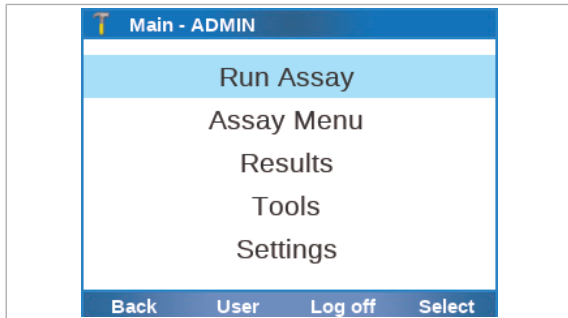 Main - ADMIN
Run Assay
Assay Menu
Results
Tools
Settings
Back User Log off Select